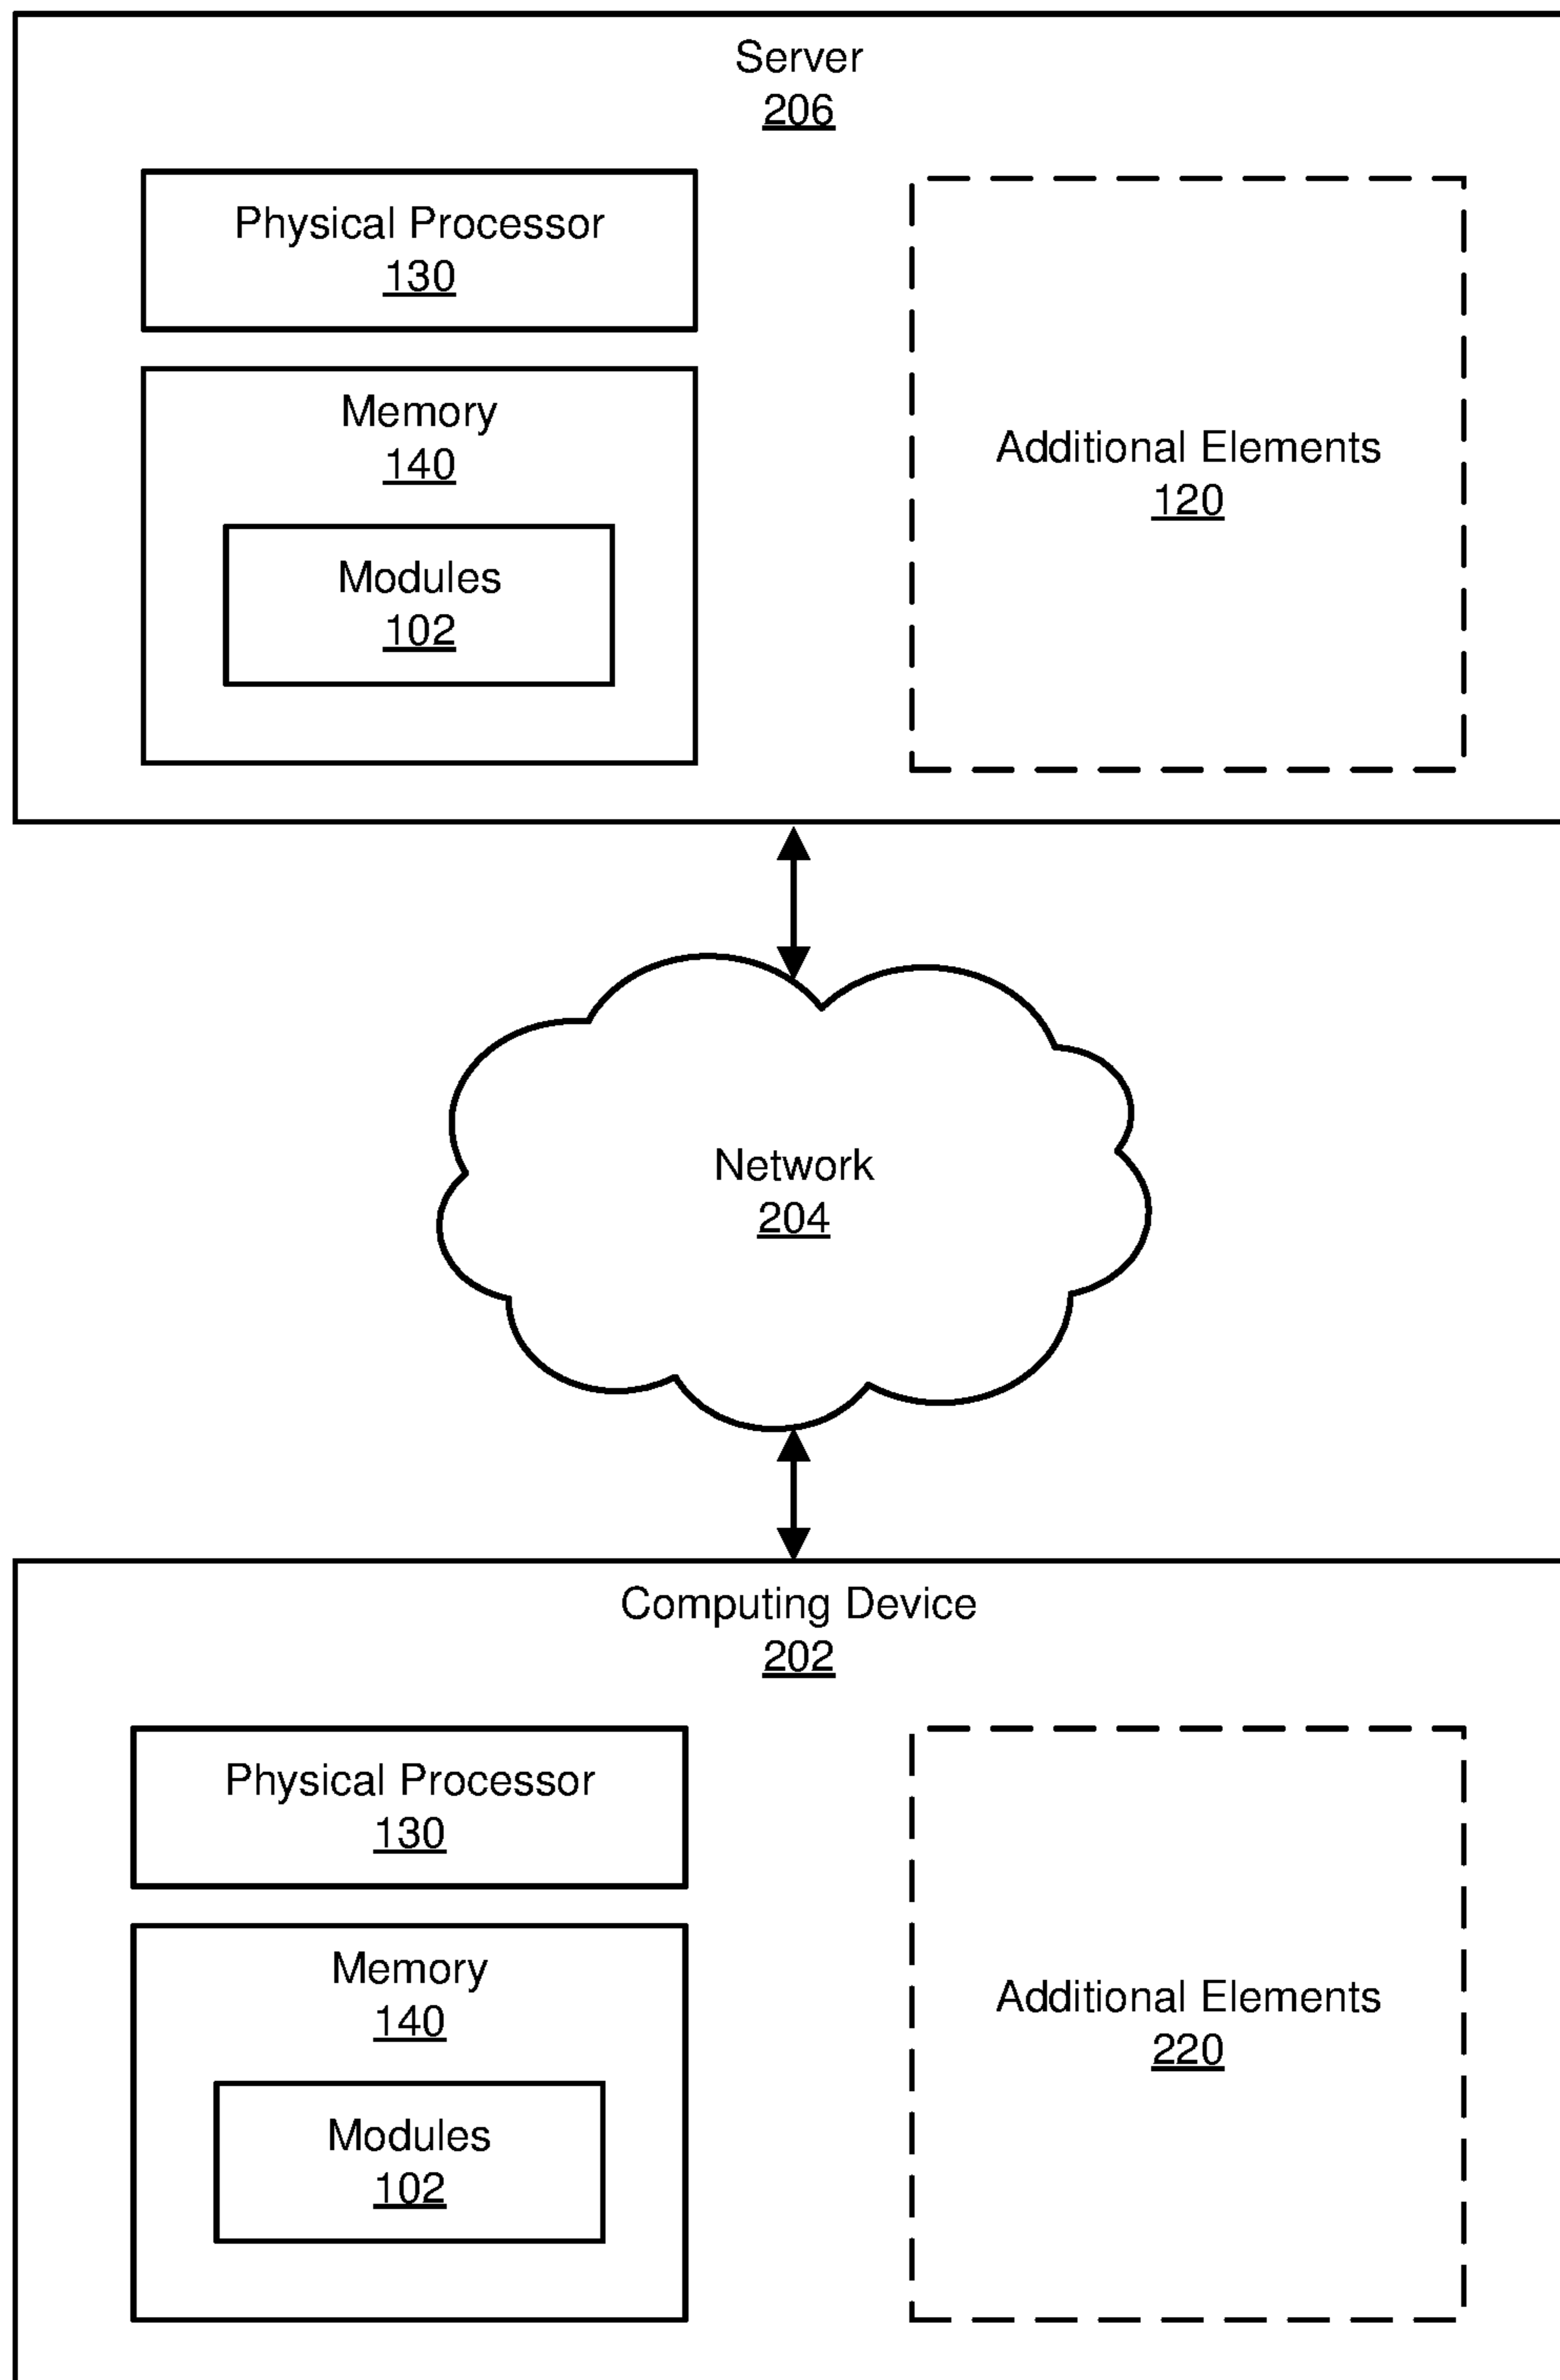 Server
206
Physical Processor
130
Memory
140
Modules
102
Additional Elements
120
Network
204
Computing Device
202
Physical Processor
130
Memory
140
Modules
102
Additional Elements
220